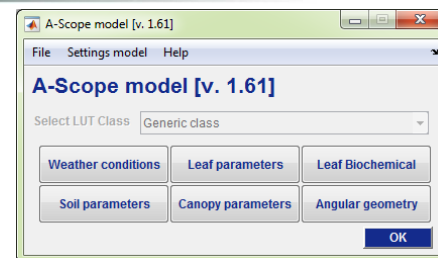 A-Scope model [v. 1.61]
File Settings model Help
A-Scope model [v. 1.61]
Select LUT Class Generic class
Weather conditions Leaf parameters Leaf Biochemical
Soil parameters Canopy parameters Angular geometry
OK